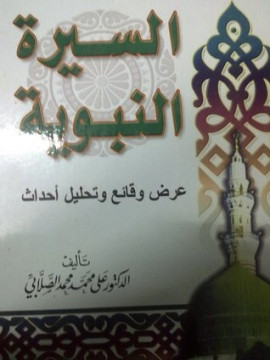 السيرة
النبوية
عرض وقائع وتحليل أحداث
تأليف
الدكتور علي محمد محمد الصلابي